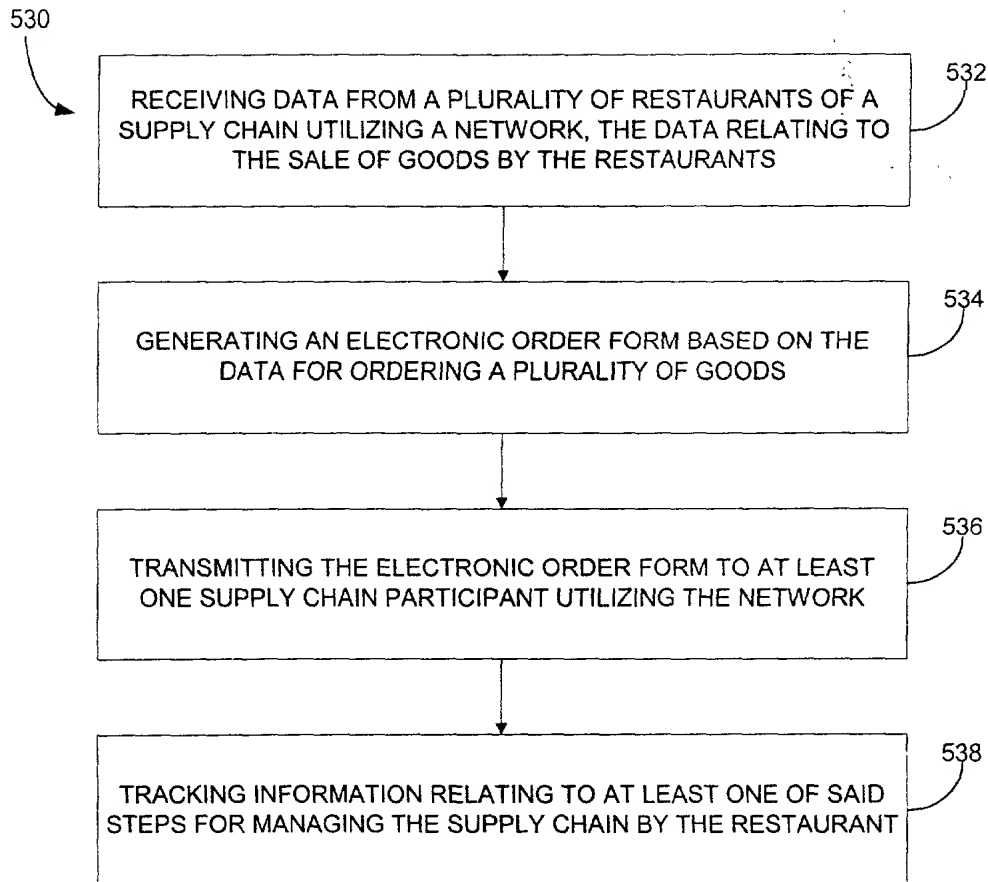 530
532
RECEIVING DATA FROM A PLURALITY OF RESTAURANTS OF A
SUPPLY CHAIN UTILIZING A NETWORK, THE DATA RELATING TO
THE SALE OF GOODS BY THE RESTAURANTS
534
GENERATING AN ELECTRONIC ORDER FORM BASED ON THE
DATA FOR ORDERING A PLURALITY OF GOODS
536
TRANSMITTING THE ELECTRONIC ORDER FORM TO AT LEAST
ONE SUPPLY CHAIN PARTICIPANT UTILIZING THE NETWORK
538
TRACKING INFORMATION RELATING TO AT LEAST ONE OF SAID
STEPS FOR MANAGING THE SUPPLY CHAIN BY THE RESTAURANT